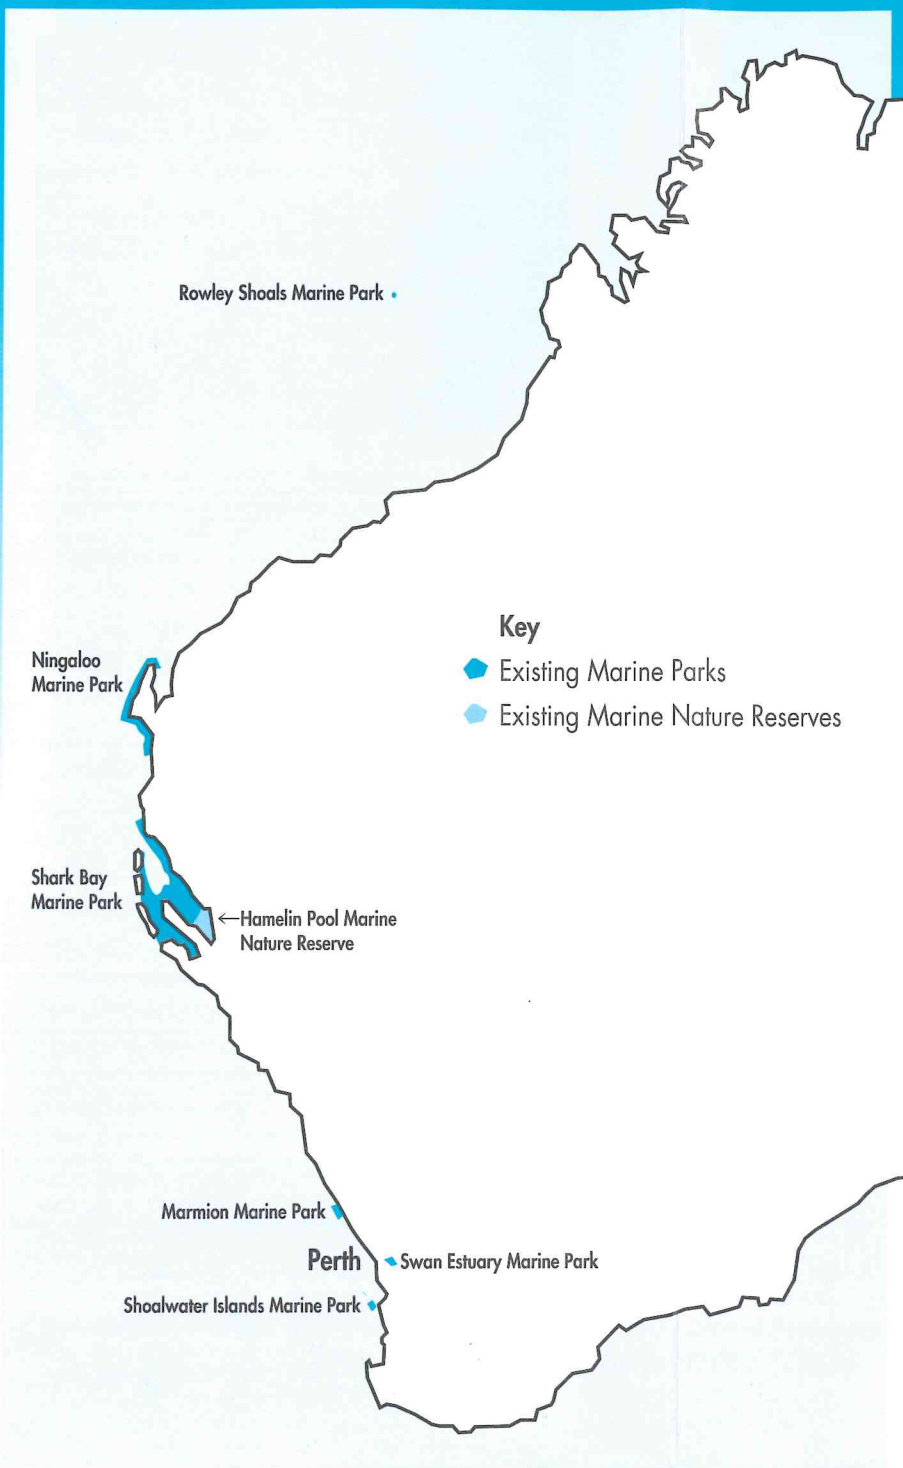 Rowley Shoals Marine Park
Key
Ningaloo
Marine Park
Existing Marine Parks
Existing Marine Nature Reserves
Shark Bay
Marine Park
←Hamelin Pool Marine
Nature Reserve
Marmion Marine Park
Perth
Swan Estuary Marine Park
Shoalwater Islands Marine Park